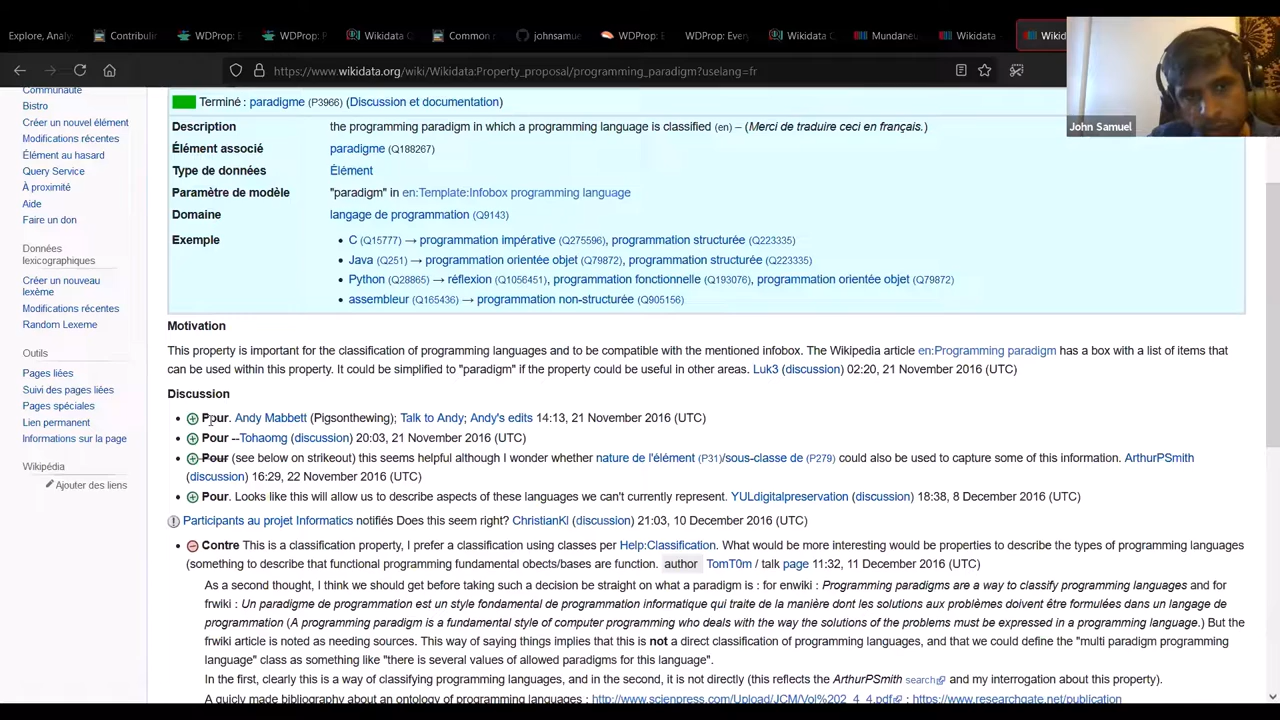 Explore, Analy
Contributin
WDProp: E
WDProp: P
Wikidata Q
Common
johnsamue
WDProp: E
WDProp: Every
Wikidata Q
Mundaneu
Wikidata
Wikid
https://www.wikidata.org/wiki/Wikidata:Property_proposal/programming_paradigm?uselang=fr
John Samuel
Communauté
Bistro
Créer un nouvel élément
Modifications récentes
Élément au hasard
Query Service
À proximité
Aide
Faire un don
Données
lexicographiques
Créer un nouveau
lexème
Modifications récentes
Random Lexeme
Outils
Pages liées
Suivi des pages liées
Pages spéciales
Lien permanent
Informations sur la page
Wikipédia
Ajouter des liens
Terminé : paradigme (P3966) (Discussion et documentation)
Description the programming paradigm in which a programming language is classified (en) – (Merci de traduire ceci en français.)
Élément associé paradigme (Q188267)
Type de données Élément
Paramètre de modèle "paradigm" in en:Template:Infobox programming language
Domaine langage de programmation (Q9143)
Exemple • C (Q15777) → programmation impérative (Q275596), programmation structurée (Q223335)
• Java (Q251) → programmation orientée objet (Q79872), programmation structurée (Q223335)
• Python (Q28865) → réflexion (Q1056451), programmation fonctionnelle (Q193076), programmation orientée objet (Q79872)
• assembleur (Q165436) → programmation non-structurée (Q905156)
Motivation
This property is important for the classification of programming languages and to be compatible with the mentioned infobox. The Wikipedia article en:Programming paradigm has a box with a list of items that
can be used within this property. It could be simplified to "paradigm" if the property could be useful in other areas. Luk3 (discussion) 02:20, 21 November 2016 (UTC)
Discussion
• Pour. Andy Mabbett (Pigsonthewing); Talk to Andy; Andy's edits 14:13, 21 November 2016 (UTC)
• Pour --Tohaomg (discussion) 20:03, 21 November 2016 (UTC)
• Pour (see below on strikeout) this seems helpful although I wonder whether nature de l'élément (P31)/sous-classe de (P279) could also be used to capture some of this information. ArthurPSmith
(discussion) 16:29, 22 November 2016 (UTC)
• Pour. Looks like this will allow us to describe aspects of these languages we can't currently represent. YULdigitalpreservation (discussion) 18:38, 8 December 2016 (UTC)
Participants au projet Informatics notifiés Does this seem right? ChristianKl (discussion) 21:03, 10 December 2016 (UTC)
• Contre This is a classification property, I prefer a classification using classes per Help:Classification. What would be more interesting would be properties to describe the types of programming languages
(something to describe that functional programming fundamental obects/bases are function. author TomT0m / talk page 11:32, 11 December 2016 (UTC)
As a second thought, I think we should get before taking such a decision be straight on what a paradigm is : for enwiki : Programming paradigms are a way to classify programming languages and for
frwiki : Un paradigme de programmation est un style fondamental de programmation informatique qui traite de la manière dont les solutions aux problèmes doivent être formulées dans un langage de
programmation (A programming paradigm is a fundamental style of computer programming who deals with the way the solutions of the problems must be expressed in a programming language.) But the
frwiki article is noted as needing sources. This way of saying things implies that this is not a direct classification of programming languages, and that we could define the "multi paradigm programming
language" class as something like "there is several values of allowed paradigms for this language".
In the first, clearly this is a way of classifying programming languages, and in the second, it is not directly (this reflects the ArthurPSmith search and my interrogation about this property).
A quicly made bibliography about an ontology of programming languages : http://www.scienpress.com/Upload/JCM/Vol%202_4_4.pdf : https://www.researchgate.net/publication